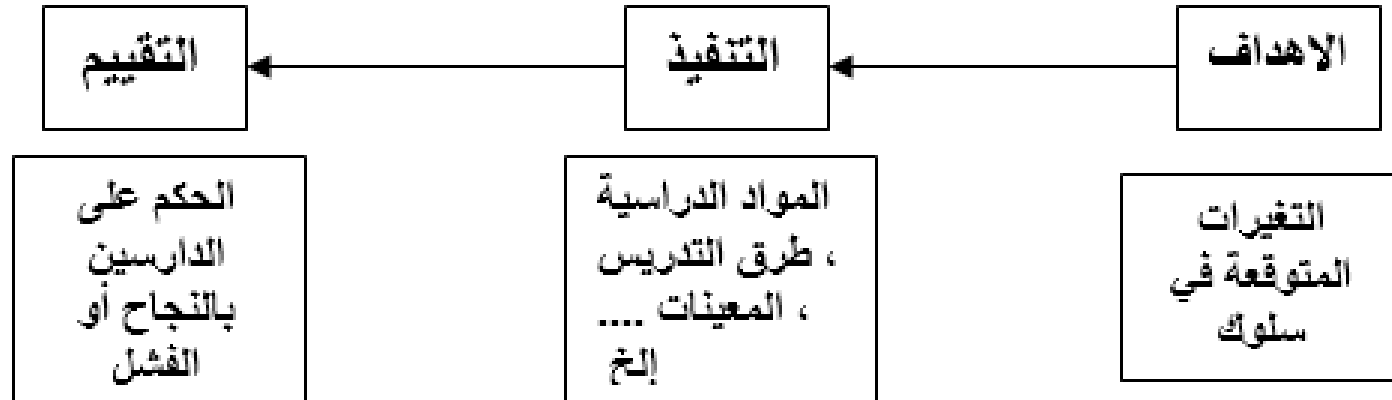 الاهداف
التنفيذ
التقييم
التغيرات
المتوقعة في
سلوك
المواد الدراسية
، طرق التدريس
، المعينات ....
إلخ
الحكم على
الدارسين
بالنجاح أو
الفشل